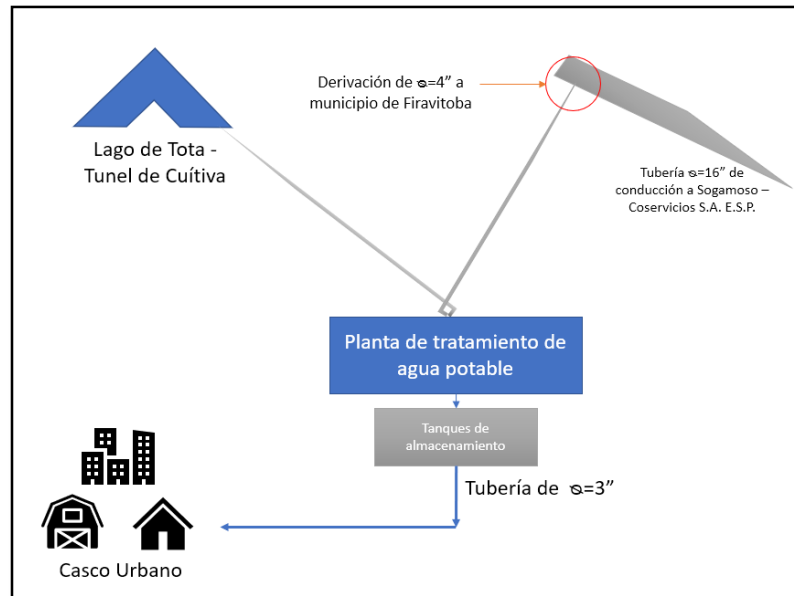 Derivación de ᴓ=4” a
municipio de Firavitoba
Lago de Tota -
Tunel de Cuítiva
Tubería ᴓ=16” de
conducción a Sogamoso –
Coservicios S.A. E.S.P.
Planta de tratamiento de
agua potable
Tanques de
almacenamiento
Tubería de ᴓ=3”
Casco Urbano